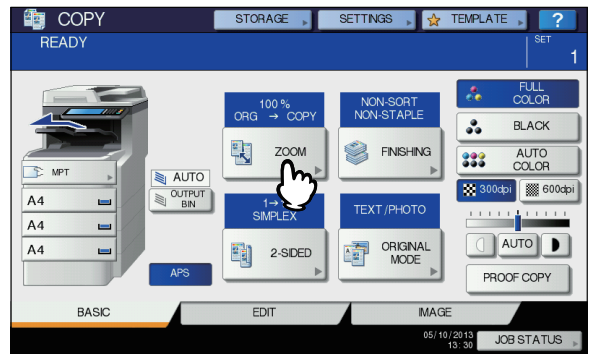 COPY
STORAGE
SETTINGS
TEMPLATE
?
READY
SET
1
100 %
ORG → COPY
NON-SORT
NON-STAPLE
FULL
COLOR
ZOOM
FINISHING
BLACK
MPT
AUTO
AUTO
COLOR
A4
OUTPUT
BIN
300dpi
600dpi
1→
SIMPLEX
TEXT/PHOTO
A4
A4
2-SIDED
ORIGINAL
MODE
AUTO
APS
PROOF COPY
BASIC
EDIT
IMAGE
05/10/2013
13:30
JOB STATUS